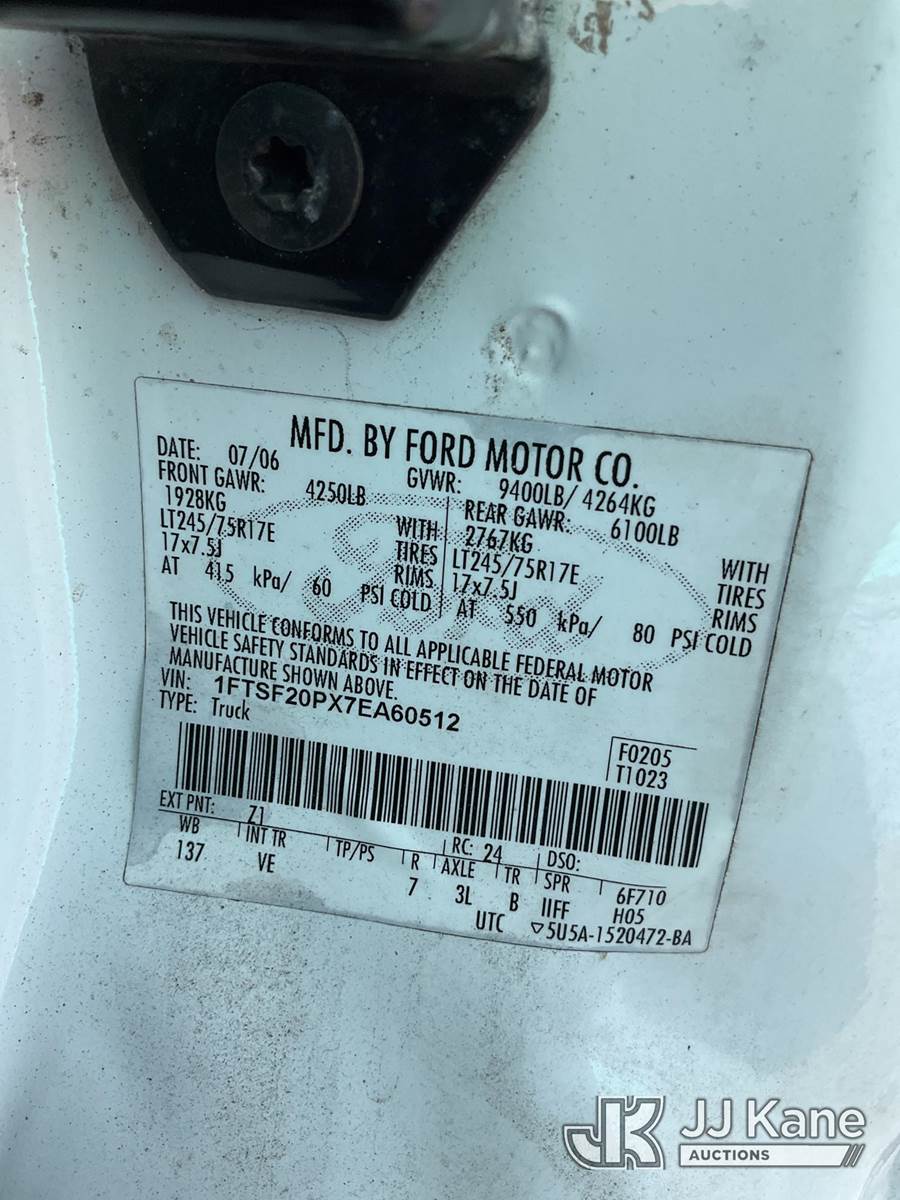 MFD. BY FORD MOTOR CO.
DATE: 07/06 GVWR: 9400LB/ 4264KG
FRONT GAWR: 4250LB REAR GAWR: 6100LB
1928KG WITH 2767KG WITH
LT245/75R17E TIRES LT245/75R17E TIRES
17x7.5J RIMS 17x7.5J RIMS
AT 415 kPa/ 60 PSI COLD AT 550 kPa/ 80 PSI COLD
THIS VEHICLE CONFORMS TO ALL APPLICABLE FEDERAL MOTOR
VEHICLE SAFETY STANDARDS IN EFFECT ON THE DATE OF
MANUFACTURE SHOWN ABOVE.
VIN: 1FTSF20PX7EA60512
TYPE: Truck
F0205
T1023
EXT PNT: Z1 RC: 24 DSO:
WB INT TR TP/PS R AXLE TR SPR 6F710
137 VE 7 3L B IIFF H05
UTC ▽5U5A-1520472-BA
Ford
JK JJ Kane
AUCTIONS